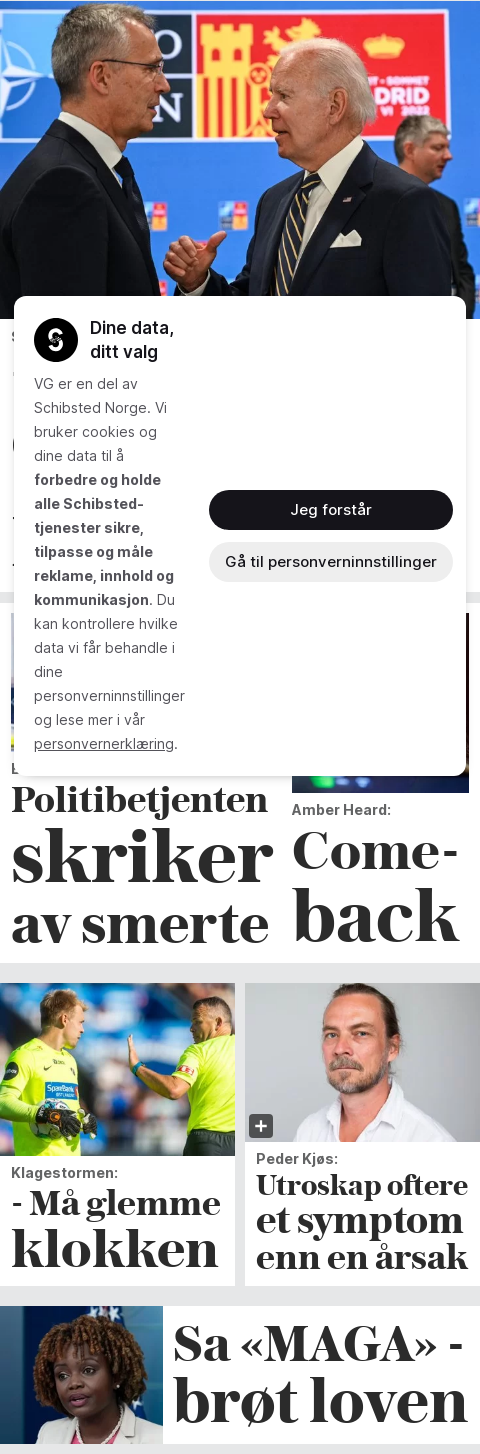 Dine data,
ditt valg
VG er en del av
Schibsted Norge. Vi
bruker cookies og
dine data til å
forbedre og holde
alle Schibsted-
tjenester sikre,
tilpasse og måle
reklame, innhold og
kommunikasjon. Du
kan kontrollere hvilke
data vi får behandle i
dine
personverninnstillinger
og lese mer i vår
personvernerklæring.
Jeg forstår
Gå til personverninnstillinger
Politibetjenten
skriker
av smerte
Amber Heard:
Come-
back
SpareBank
Klagestormen:
- Må glemme
klokken
Peder Kjøs:
Utroskap oftere
et symptom
enn en årsak
Sa «MAGA» -
brøt loven